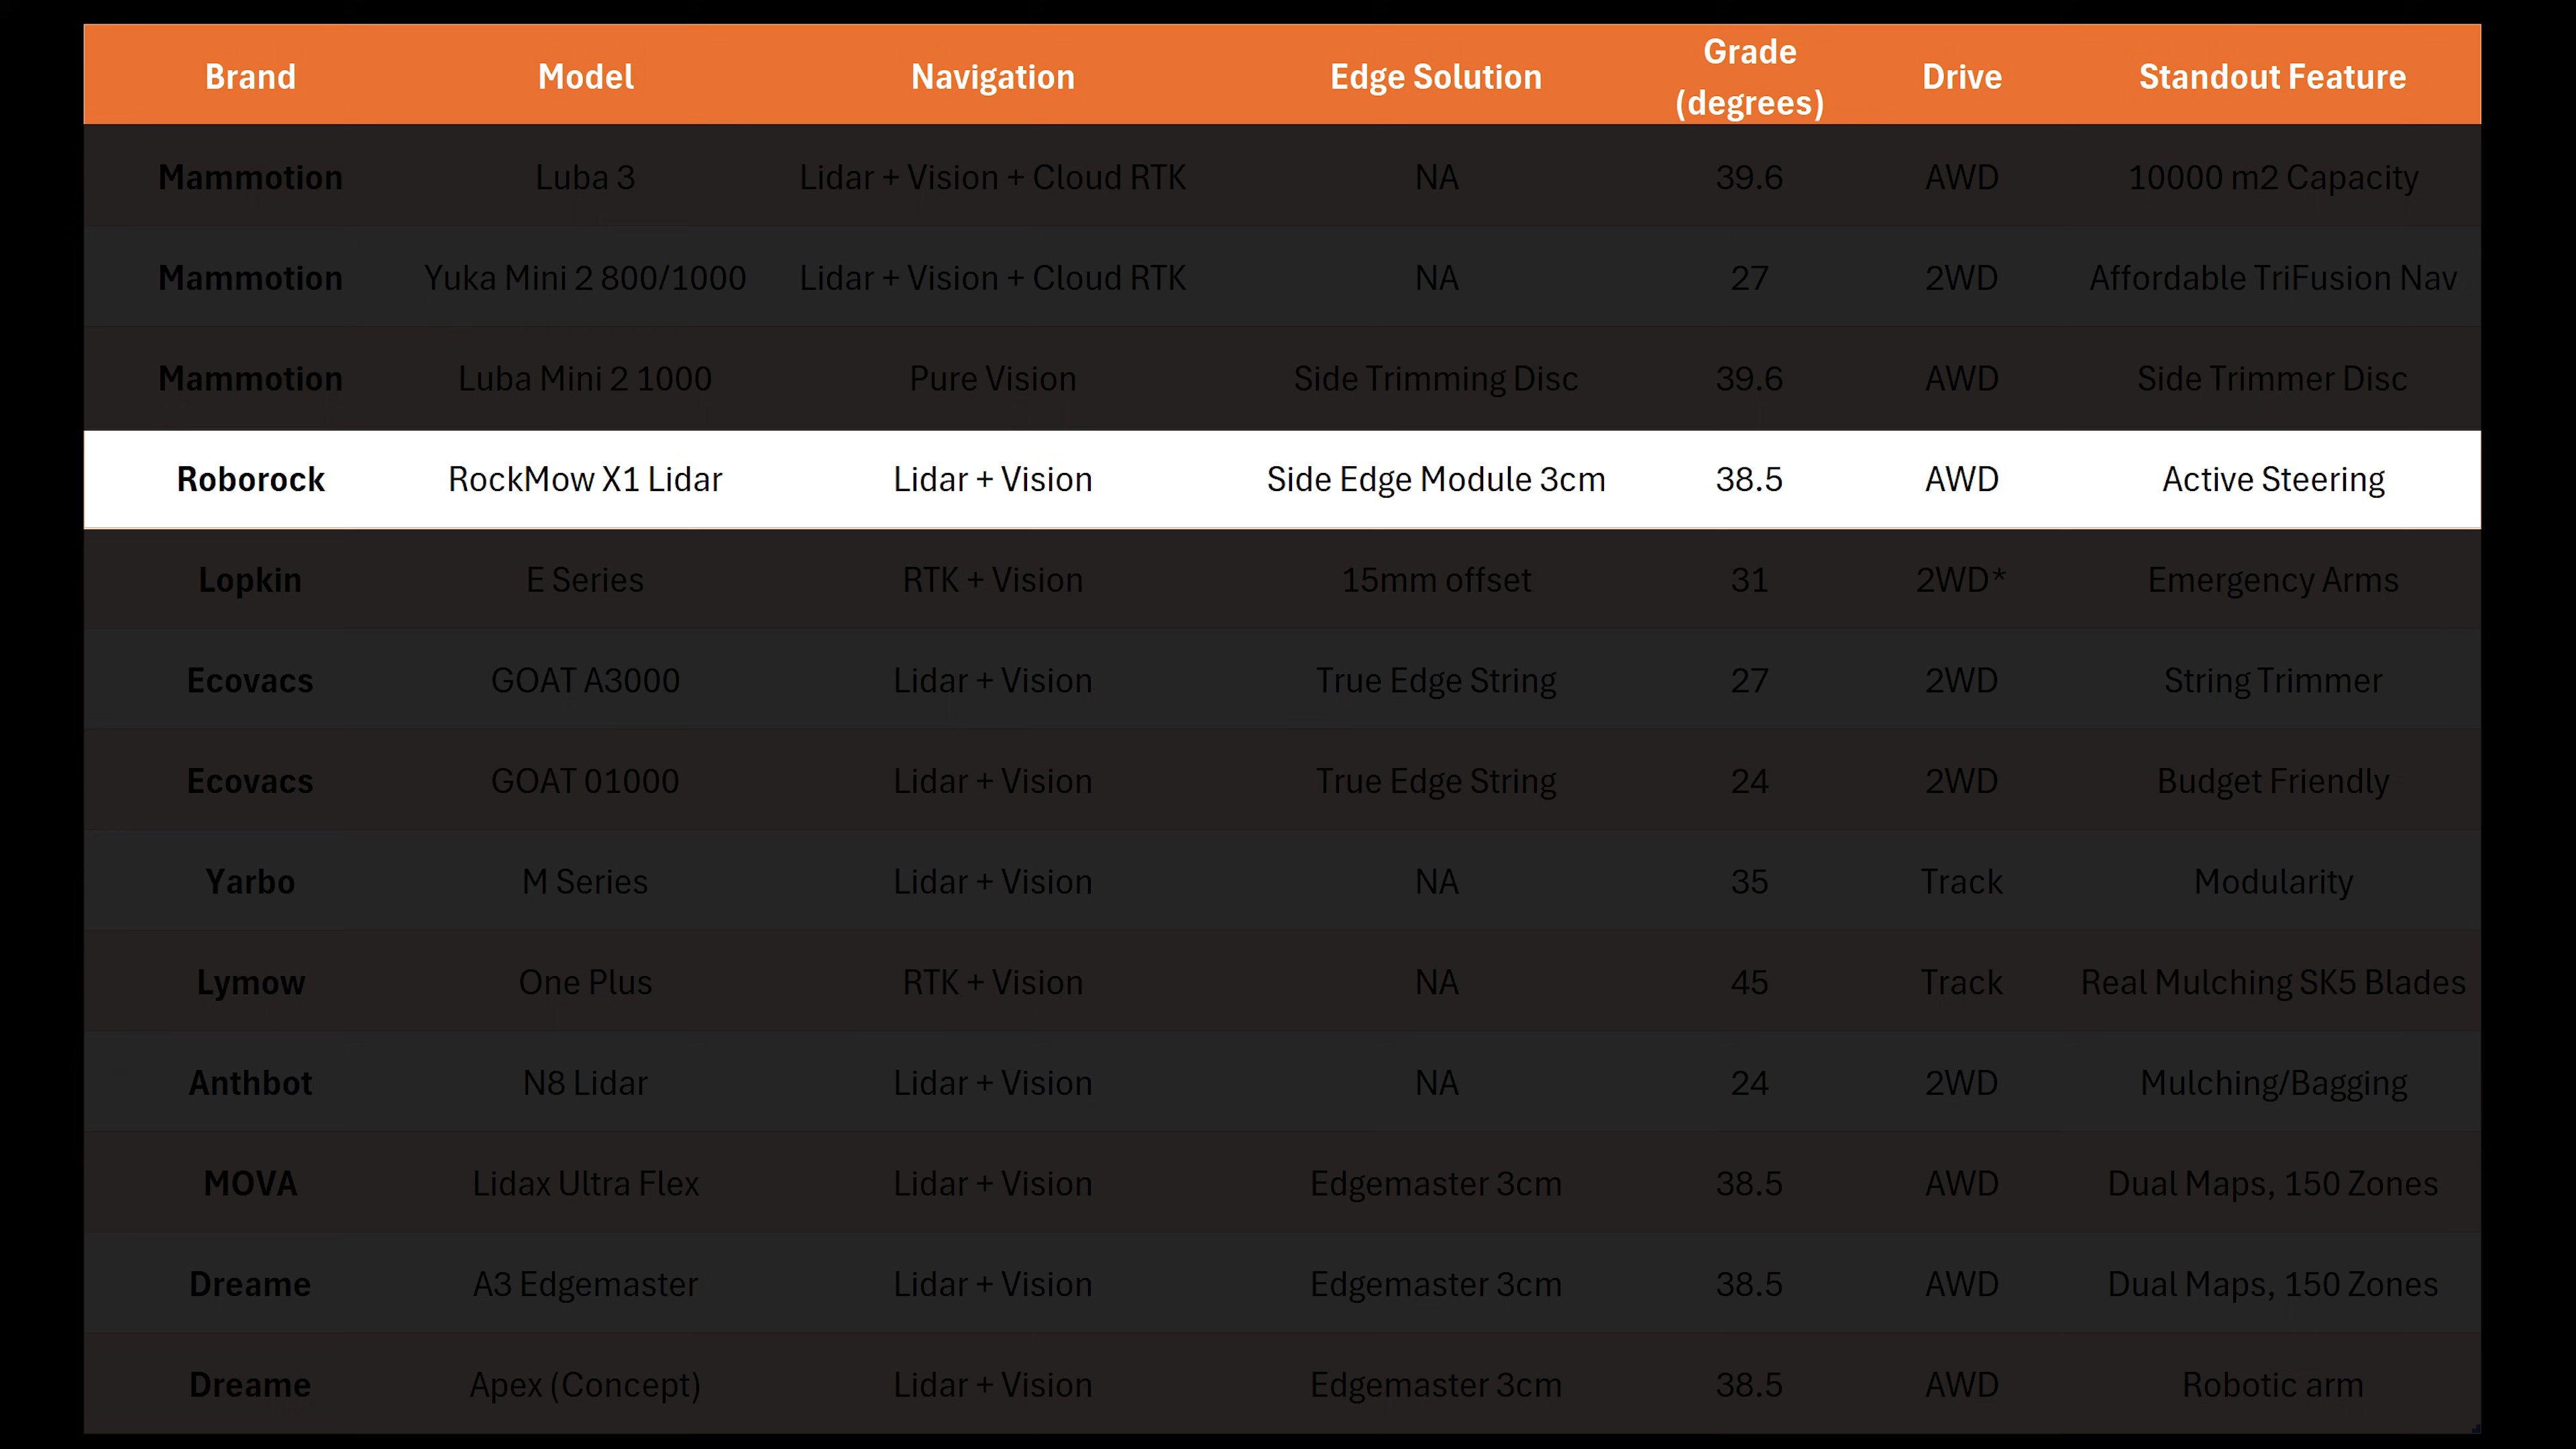 Brand Model Navigation Edge Solution Grade (degrees) Drive Standout Feature
Mammotion Luba 3 Lidar + Vision + Cloud RTK NA 39.6 AWD 10000 m2 Capacity
Mammotion Yuka Mini 2 800/1000 Lidar + Vision + Cloud RTK NA 27 2WD Affordable TriFusion Nav
Mammotion Luba Mini 2 1000 Pure Vision Side Trimming Disc 39.6 AWD Side Trimmer Disc
Roborock RockMow X1 Lidar Lidar + Vision Side Edge Module 3cm 38.5 AWD Active Steering
Lopkin E Series RTK + Vision 15mm offset 31 2WD* Emergency Arms
Ecovacs GOAT A3000 Lidar + Vision True Edge String 27 2WD String Trimmer
Ecovacs GOAT 01000 Lidar + Vision True Edge String 24 2WD Budget Friendly
Yarbo M Series Lidar + Vision NA 35 Track Modularity
Lymow One Plus RTK + Vision NA 45 Track Real Mulching SK5 Blades
Anthbot N8 Lidar Lidar + Vision NA 24 2WD Mulching/Bagging
MOVA Lidax Ultra Flex Lidar + Vision Edgemaster 3cm 38.5 AWD Dual Maps, 150 Zones
Dreame A3 Edgemaster Lidar + Vision Edgemaster 3cm 38.5 AWD Dual Maps, 150 Zones
Dreame Apex (Concept) Lidar + Vision Edgemaster 3cm 38.5 AWD Robotic arm